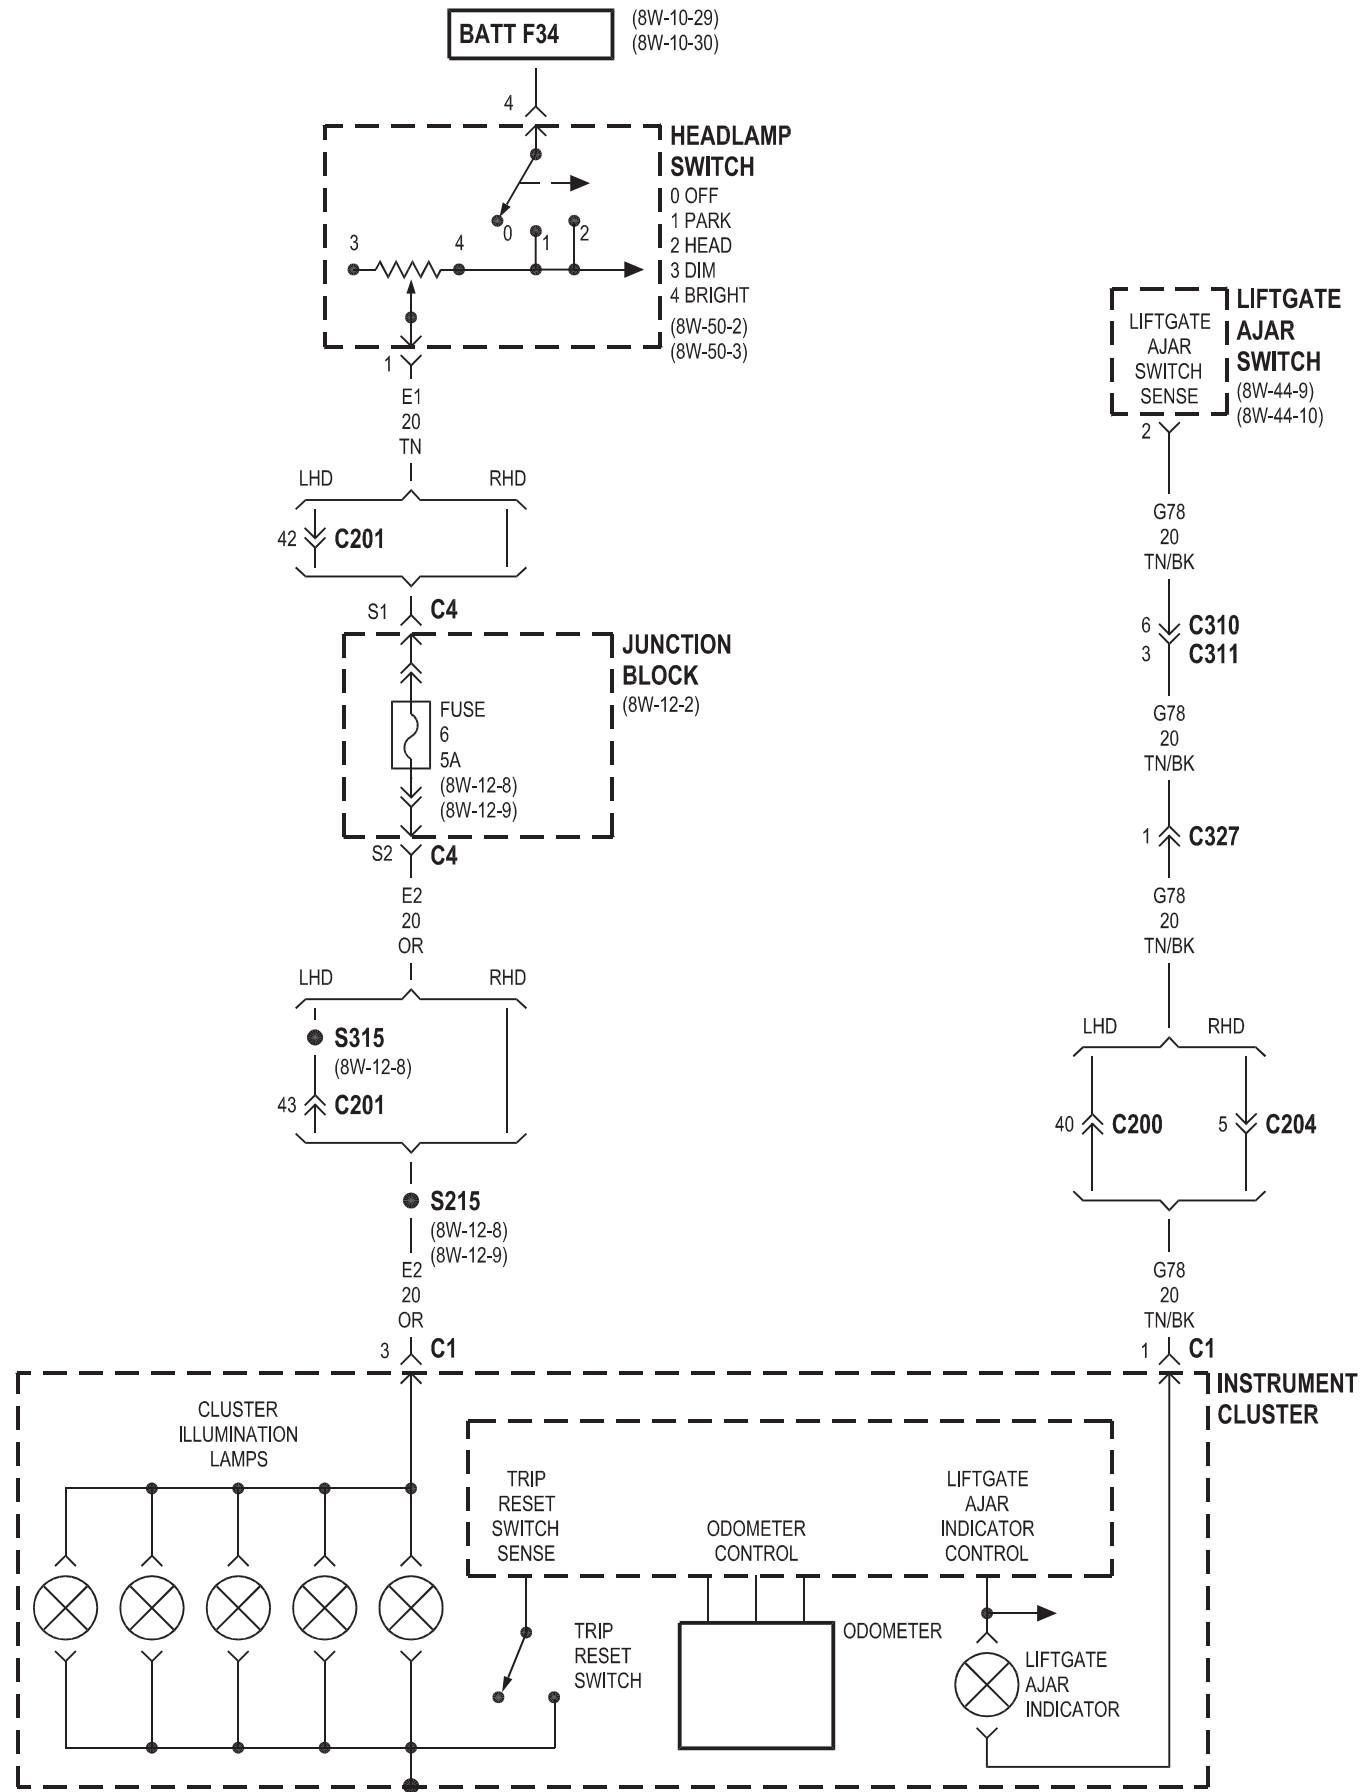 BATT F34
(8W-10-29)
(8W-10-30)
4
HEADLAMP
SWITCH
0 OFF
1 PARK
2 HEAD
3 DIM
4 BRIGHT
(8W-50-2)
(8W-50-3)
0
1
2
3
4
1
E1
20
TN
LHD
RHD
42
C201
S1
C4
JUNCTION
BLOCK
(8W-12-2)
FUSE
6
5A
(8W-12-8)
(8W-12-9)
S2
C4
E2
20
OR
LHD
RHD
S315
(8W-12-8)
43
C201
S215
(8W-12-8)
(8W-12-9)
E2
20
OR
3
C1
LIFTGATE
AJAR
SWITCH
SENSE
LIFTGATE
AJAR
SWITCH
(8W-44-9)
(8W-44-10)
2
G78
20
TN/BK
6
C310
3
C311
G78
20
TN/BK
1
C327
G78
20
TN/BK
LHD
RHD
40
C200
5
C204
G78
20
TN/BK
1
C1
INSTRUMENT
CLUSTER
CLUSTER
ILLUMINATION
LAMPS
TRIP
RESET
SWITCH
SENSE
ODOMETER
CONTROL
LIFTGATE
AJAR
INDICATOR
CONTROL
TRIP
RESET
SWITCH
ODOMETER
LIFTGATE
AJAR
INDICATOR